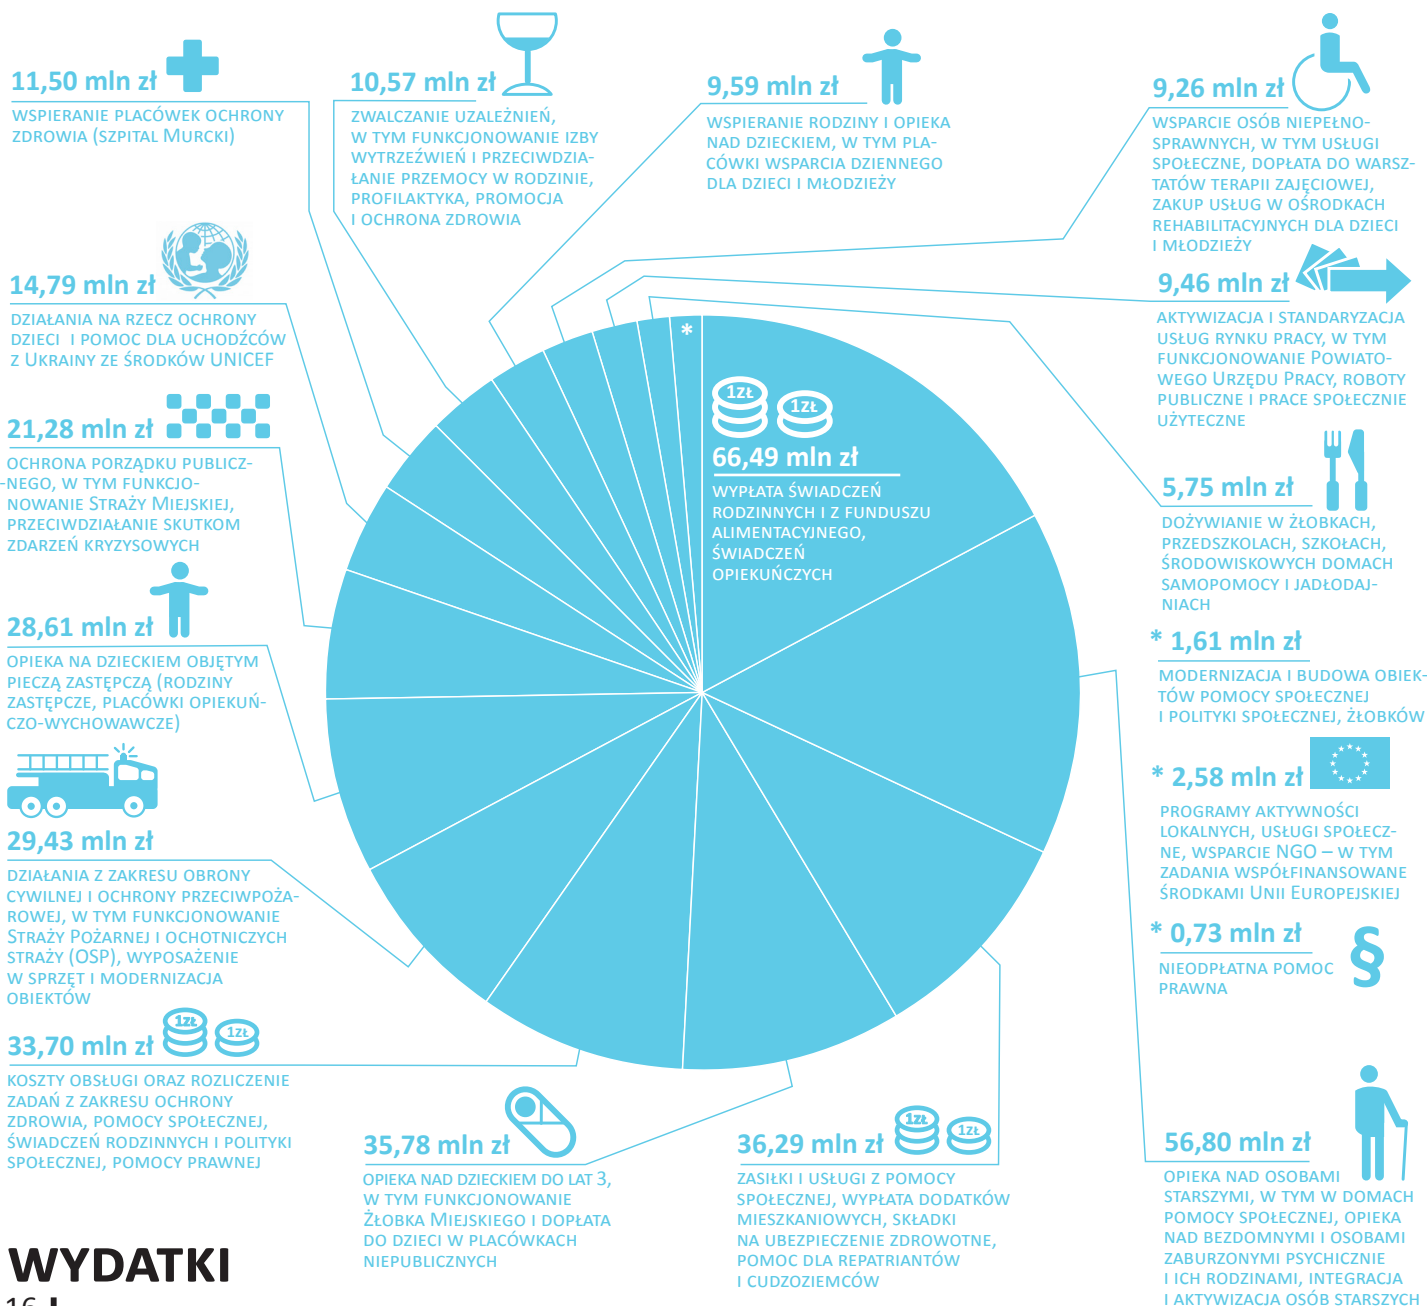 11,50 mln zł
WSPIERANIE PLACÓWEK OCHRONY
ZDROWIA (SZPITAL MURCKI)
14,79 mln zł
DZIAŁANIA NA RZECZ OCHRONY
DZIECI I POMOC DLA UCHODŹCÓW
Z UKRAINY ZE ŚRODKÓW UNICEF
21,28 mln zł
OCHRONA PORZĄDKU PUBLICZ-
-NEGO, W TYM FUNKCJO-
NOWANIE STRAŻY MIEJSKIEJ,
PRZECIWDZIAŁANIE SKUTKOM
ZDARZEŃ KRYZYSOWYCH
28,61 mln zł
OPIEKA NA DZIECKIEM OBJĘTYM
PIECZĄ ZASTĘPCZĄ (RODZINY
ZASTĘPCZE, PLACÓWKI OPIEKUŃ-
CZO-WYCHOWAWCZE)
29,43 mln zł
DZIAŁANIA Z ZAKRESU OBRONY
CYWILNEJ I OCHRONY PRZECIWPOŻA-
ROWEJ, W TYM FUNKCJONOWANIE
STRAŻY POŻARNEJ I OCHOTNICZYCH
STRAŻY (OSP), WYPOSAŻENIE
W SPRZĘT I MODERNIZACJA
OBIEKTÓW
33,70 mln zł
1ZŁ
1ZŁ
KOSZTY OBSŁUGI ORAZ ROZLICZENIE
ZADAŃ Z ZAKRESU OCHRONY
ZDROWIA, POMOCY SPOŁECZNEJ,
ŚWIADCZEŃ RODZINNYCH I POLITYKI
SPOŁECZNEJ, POMOCY PRAWNEJ
10,57 mln zł
ZWALCZANIE UZALEŻNIEŃ,
W TYM FUNKCJONOWANIE IZBY
WYTRZEŹWIEŃ I PRZECIWDZIA-
ŁANIE PRZEMOCY W RODZINIE,
PROFILAKTYKA, PROMOCJA
I OCHRONA ZDROWIA
9,59 mln zł
WSPIERANIE RODZINY I OPIEKA
NAD DZIECKIEM, W TYM PLA-
CÓWKI WSPARCIA DZIENNEGO
DLA DZIECI I MŁODZIEŻY
*
1ZŁ
1ZŁ
66,49 mln zł
WYPŁATA ŚWIADCZEŃ
RODZINNYCH I Z FUNDUSZU
ALIMENTACYJNEGO,
ŚWIADCZEŃ
OPIEKUŃCZYCH
35,78 mln zł
OPIEKA NAD DZIECKIEM DO LAT 3,
W TYM FUNKCJONOWANIE
ŻŁOBKA MIEJSKIEGO I DOPŁATA
DO DZIECI W PLACÓWKACH
NIEPUBLICZNYCH
36,29 mln zł
1ZŁ
1ZŁ
ZASIŁKI I USŁUGI Z POMOCY
SPOŁECZNEJ, WYPŁATA DODATKÓW
MIESZKANIOWYCH, SKŁADKI
NA UBEZPIECZENIE ZDROWOTNE,
POMOC DLA REPATRIANTÓW
I CUDZOZIEMCÓW
9,26 mln zł
WSPARCIE OSÓB NIEPEŁNO-
SPRAWNYCH, W TYM USŁUGI
SPOŁECZNE, DOPŁATA DO WARSZ-
TATÓW TERAPII ZAJĘCIOWEJ,
ZAKUP USŁUG W OŚRODKACH
REHABILITACYJNYCH DLA DZIECI
I MŁODZIEŻY
9,46 mln zł
AKTYWIZACJA I STANDARYZACJA
USŁUG RYNKU PRACY, W TYM
FUNKCJONOWANIE POWIATO-
WEGO URZĘDU PRACY, ROBOTY
PUBLICZNE I PRACE SPOŁECZNIE
UŻYTECZNE
5,75 mln zł
DOŻYWIANIE W ŻŁOBKACH,
PRZEDSZKOLACH, SZKOŁACH,
ŚRODOWISKOWYCH DOMACH
SAMOPOMOCY I JADŁODAJ-
NIACH
* 1,61 mln zł
MODERNIZACJA I BUDOWA OBIEK-
TÓW POMOCY SPOŁECZNEJ
I POLITYKI SPOŁECZNEJ, ŻŁOBKÓW
* 2,58 mln zł
PROGRAMY AKTYWNOŚCI
LOKALNYCH, USŁUGI SPOŁECZ-
NE, WSPARCIE NGO – W TYM
ZADANIA WSPÓŁFINANSOWANE
ŚRODKAMI UNII EUROPEJSKIEJ
* 0,73 mln zł
§
NIEODPŁATNA POMOC
PRAWNA
56,80 mln zł
OPIEKA NAD OSOBAMI
STARSZYMI, W TYM W DOMACH
POMOCY SPOŁECZNEJ, OPIEKA
NAD BEZDOMNYMI I OSOBAMI
ZABURZONYMI PSYCHICZNIE
I ICH RODZINAMI, INTEGRACJA
I AKTYWIZACJA OSÓB STARSZYCH
WYDATKI
16